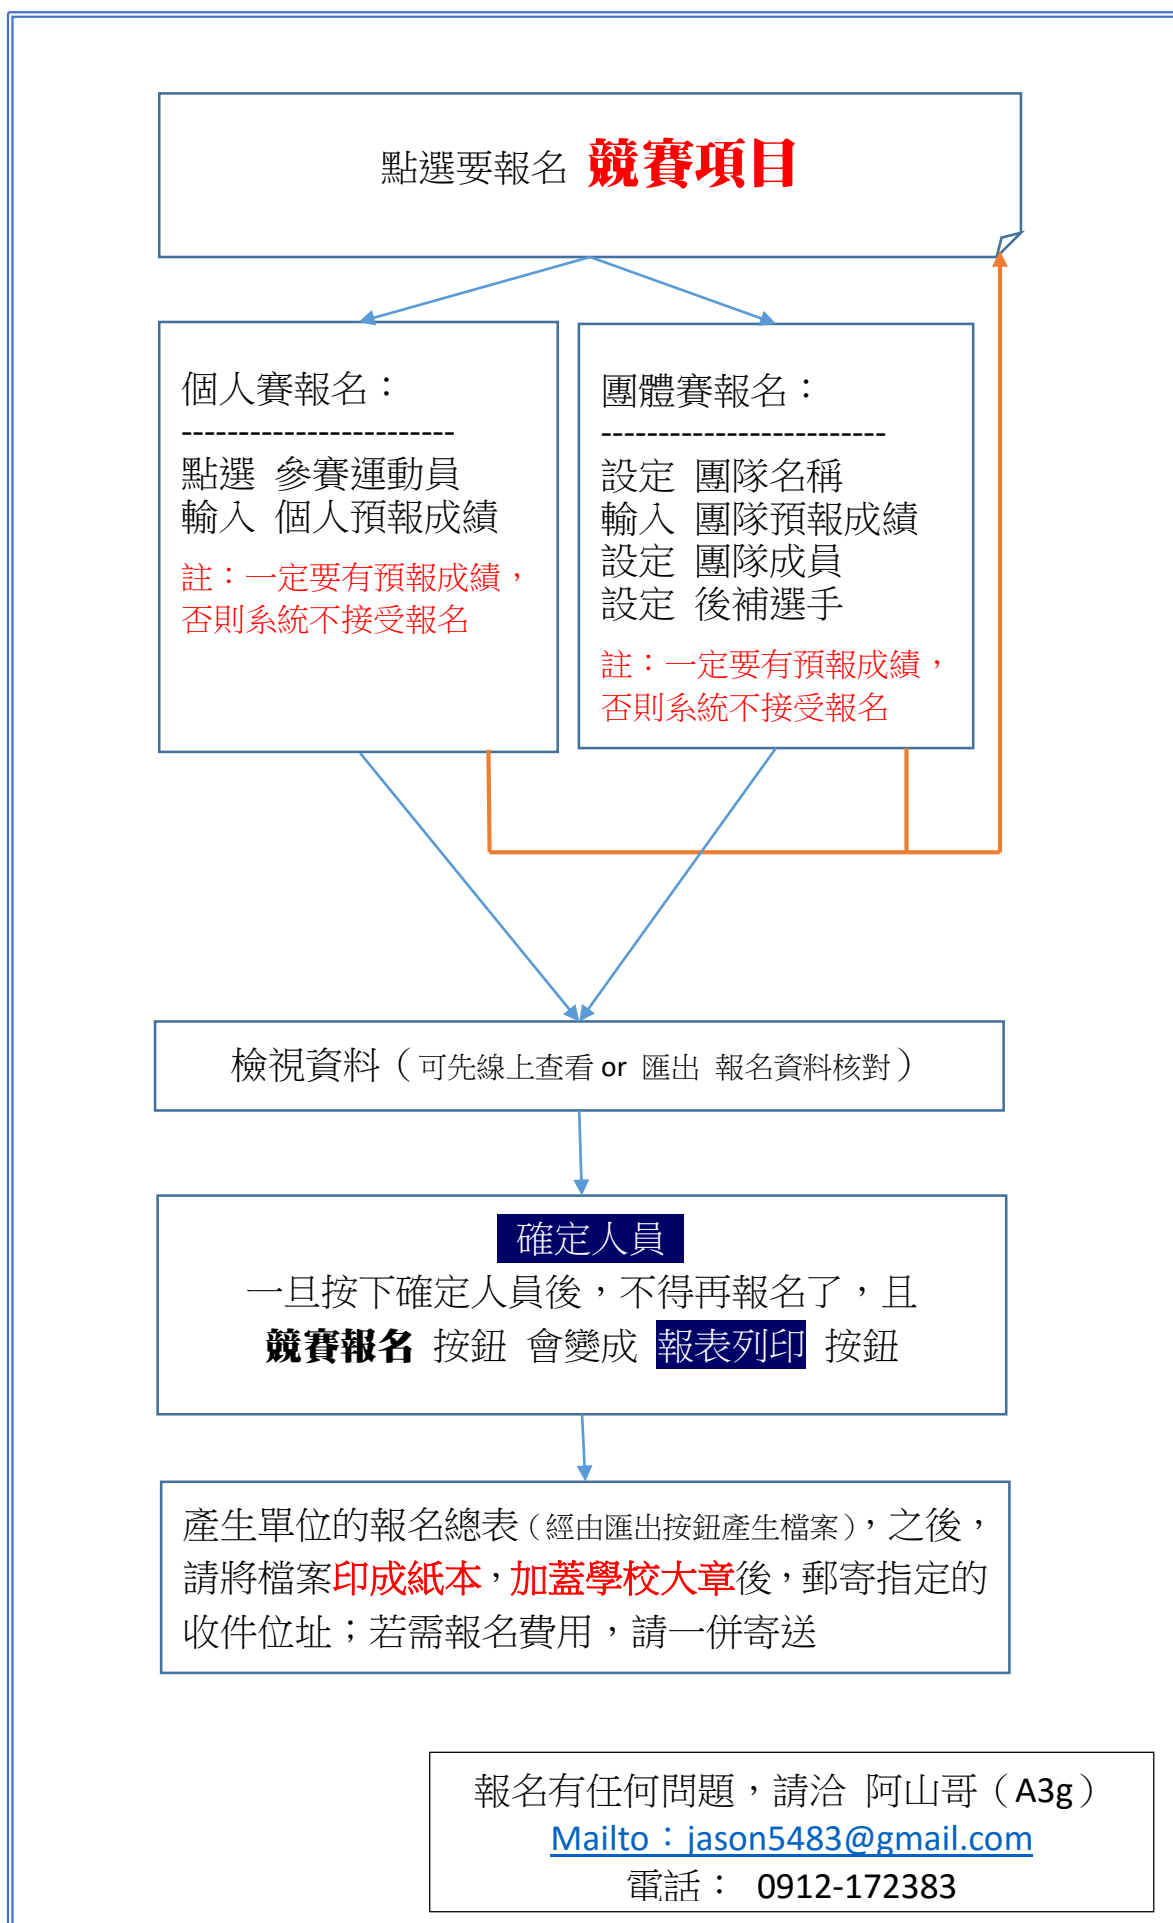 點選要報名 競賽項目
個人賽報名：
------------------------
點選 參賽運動員
輸入 個人預報成績
註：一定要有預報成績，
否則系統不接受報名
團體賽報名：
-------------------------
設定 團隊名稱
輸入 團隊預報成績
設定 團隊成員
設定 後補選手
註：一定要有預報成績，
否則系統不接受報名
檢視資料（可先線上查看 or 匯出 報名資料核對）
確定人員
一旦按下確定人員後，不得再報名了，且
競賽報名 按鈕 會變成 報表列印 按鈕
產生單位的報名總表（經由匯出按鈕產生檔案），之後，
請將檔案印成紙本，加蓋學校大章後，郵寄指定的
收件位址；若需報名費用，請一併寄送
報名有任何問題，請洽 阿山哥（A3g）
Mailto：jason5483@gmail.com
電話： 0912-172383